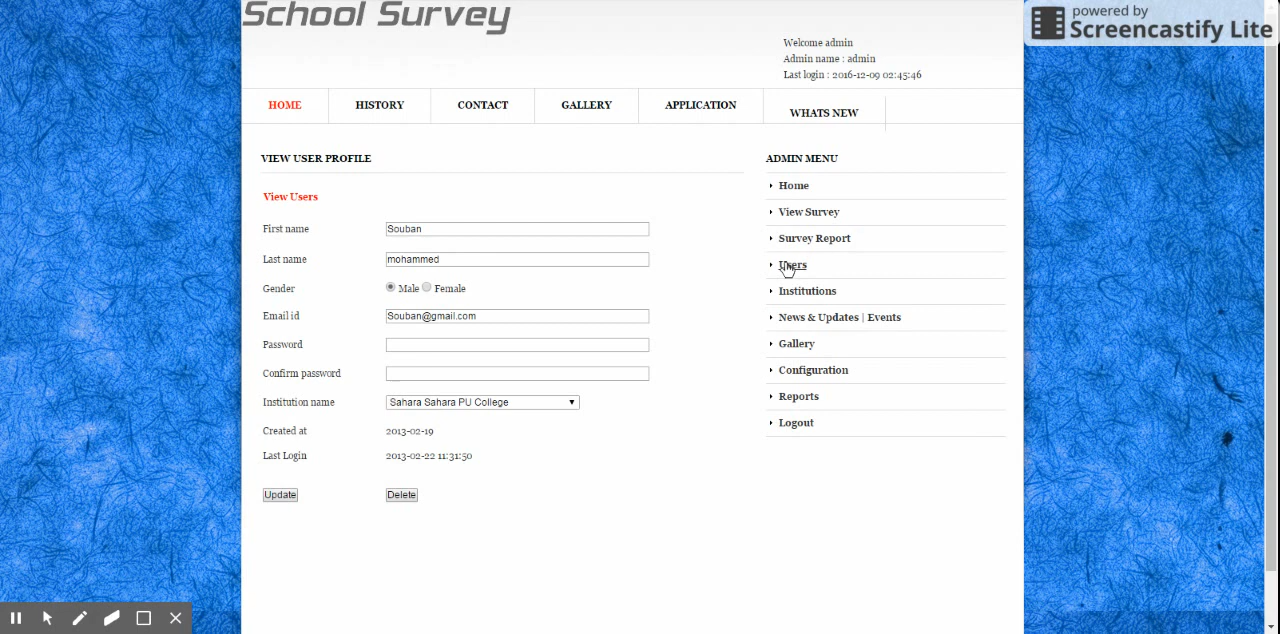 School Survey
powered by
Screencastify Lite
Welcome admin
Admin name : admin
Last login : 2016-12-09 02:45:46
HOME
HISTORY
CONTACT
GALLERY
APPLICATION
WHATS NEW
VIEW USER PROFILE
View Users
First name Souban
Last name mohammed
Gender Male Female
Email id Souban@gmail.com
Password
Confirm password
Institution name Sahara Sahara PU College
Created at 2013-02-19
Last Login 2013-02-22 11:31:50
Update Delete
ADMIN MENU
Home
View Survey
Survey Report
Users
Institutions
News & Updates | Events
Gallery
Configuration
Reports
Logout